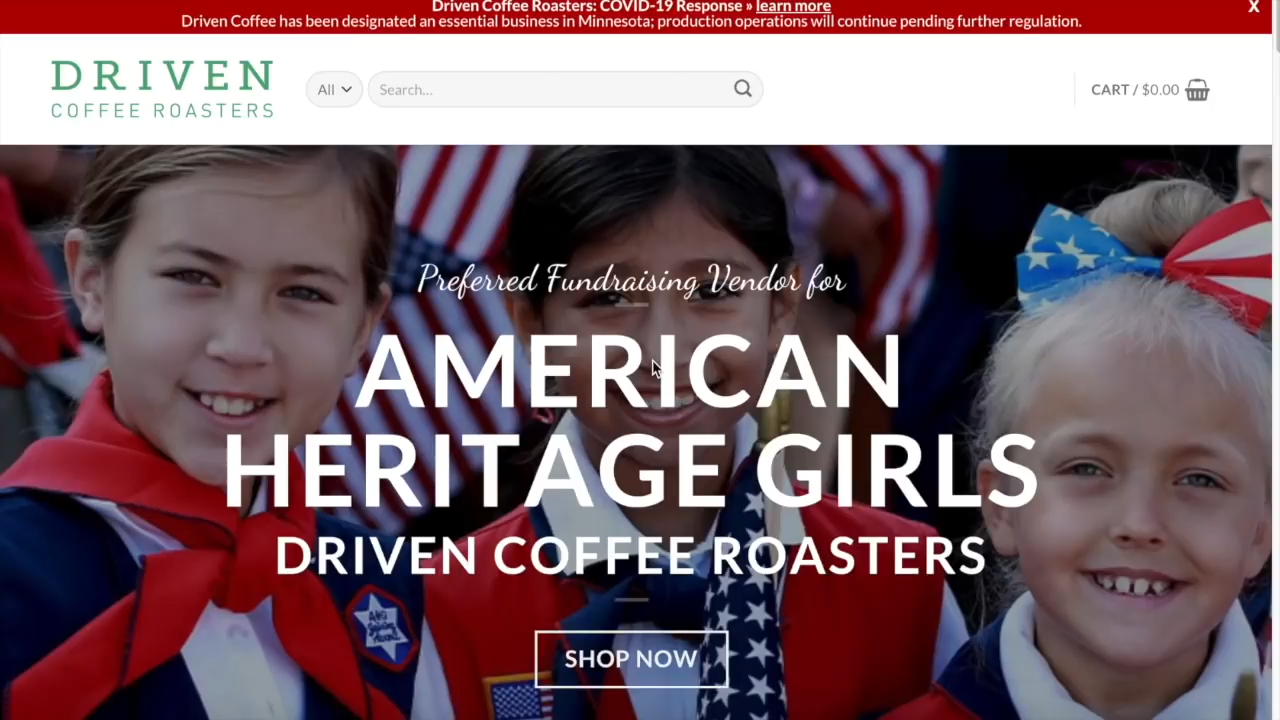 Driven Coffee Roasters: COVID-19 Response » learn more
X
Driven Coffee has been designated an essential business in Minnesota; production operations will continue pending further regulation.
DRIVEN
COFFEE ROASTERS
All
Search...
CART / $0.00
Preferred Fundraising Vendor for
AMERICAN
HERITAGE GIRLS
DRIVEN COFFEE ROASTERS
SHOP NOW